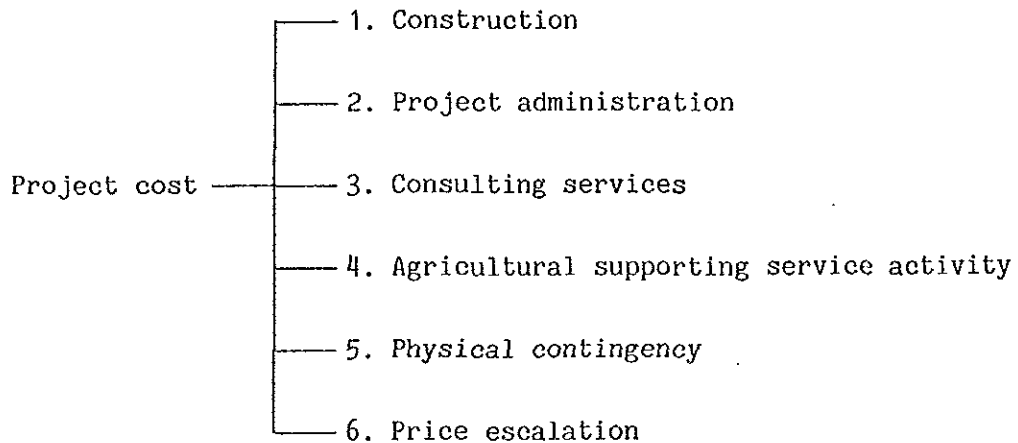 1. Construction
2. Project administration
Project cost
3. Consulting services
4. Agricultural supporting service activity
5. Physical contingency
6. Price escalation